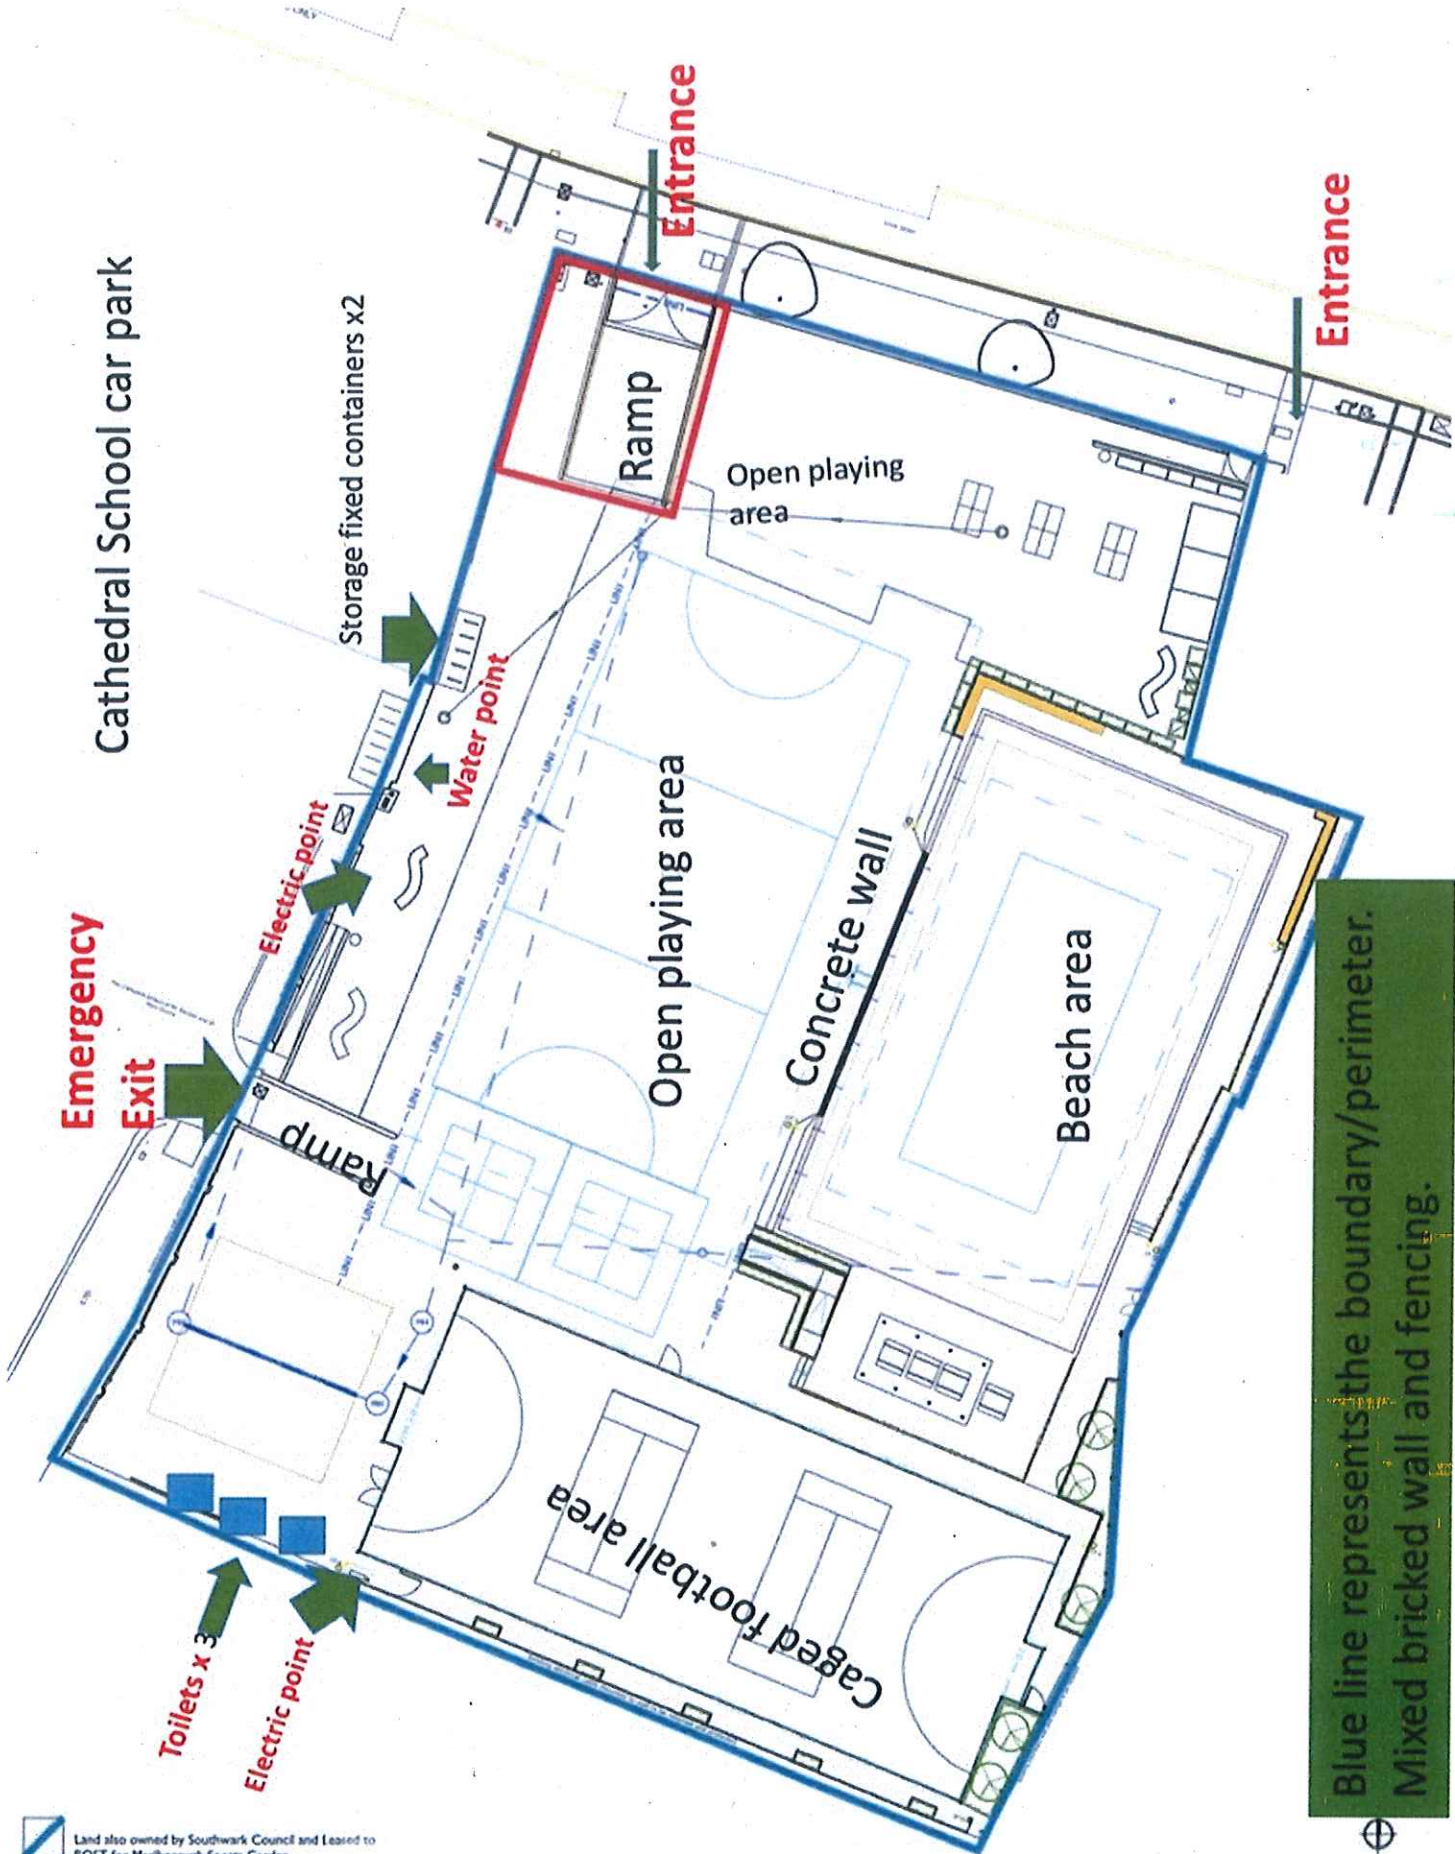 Cathedral School car park
Storage fixed containers x2
Entrance
Entrance
Ramp
Open playing
area
Water point
Electric point
Emergency
Exit
Ramp
Open playing area
Concrete wall
Beach area
Caged football area
Toilets x 3
Electric point
Blue line represents the boundary/perimeter.
Mixed bricked wall and fencing.
Land also owned by Southwark Council and Leased to